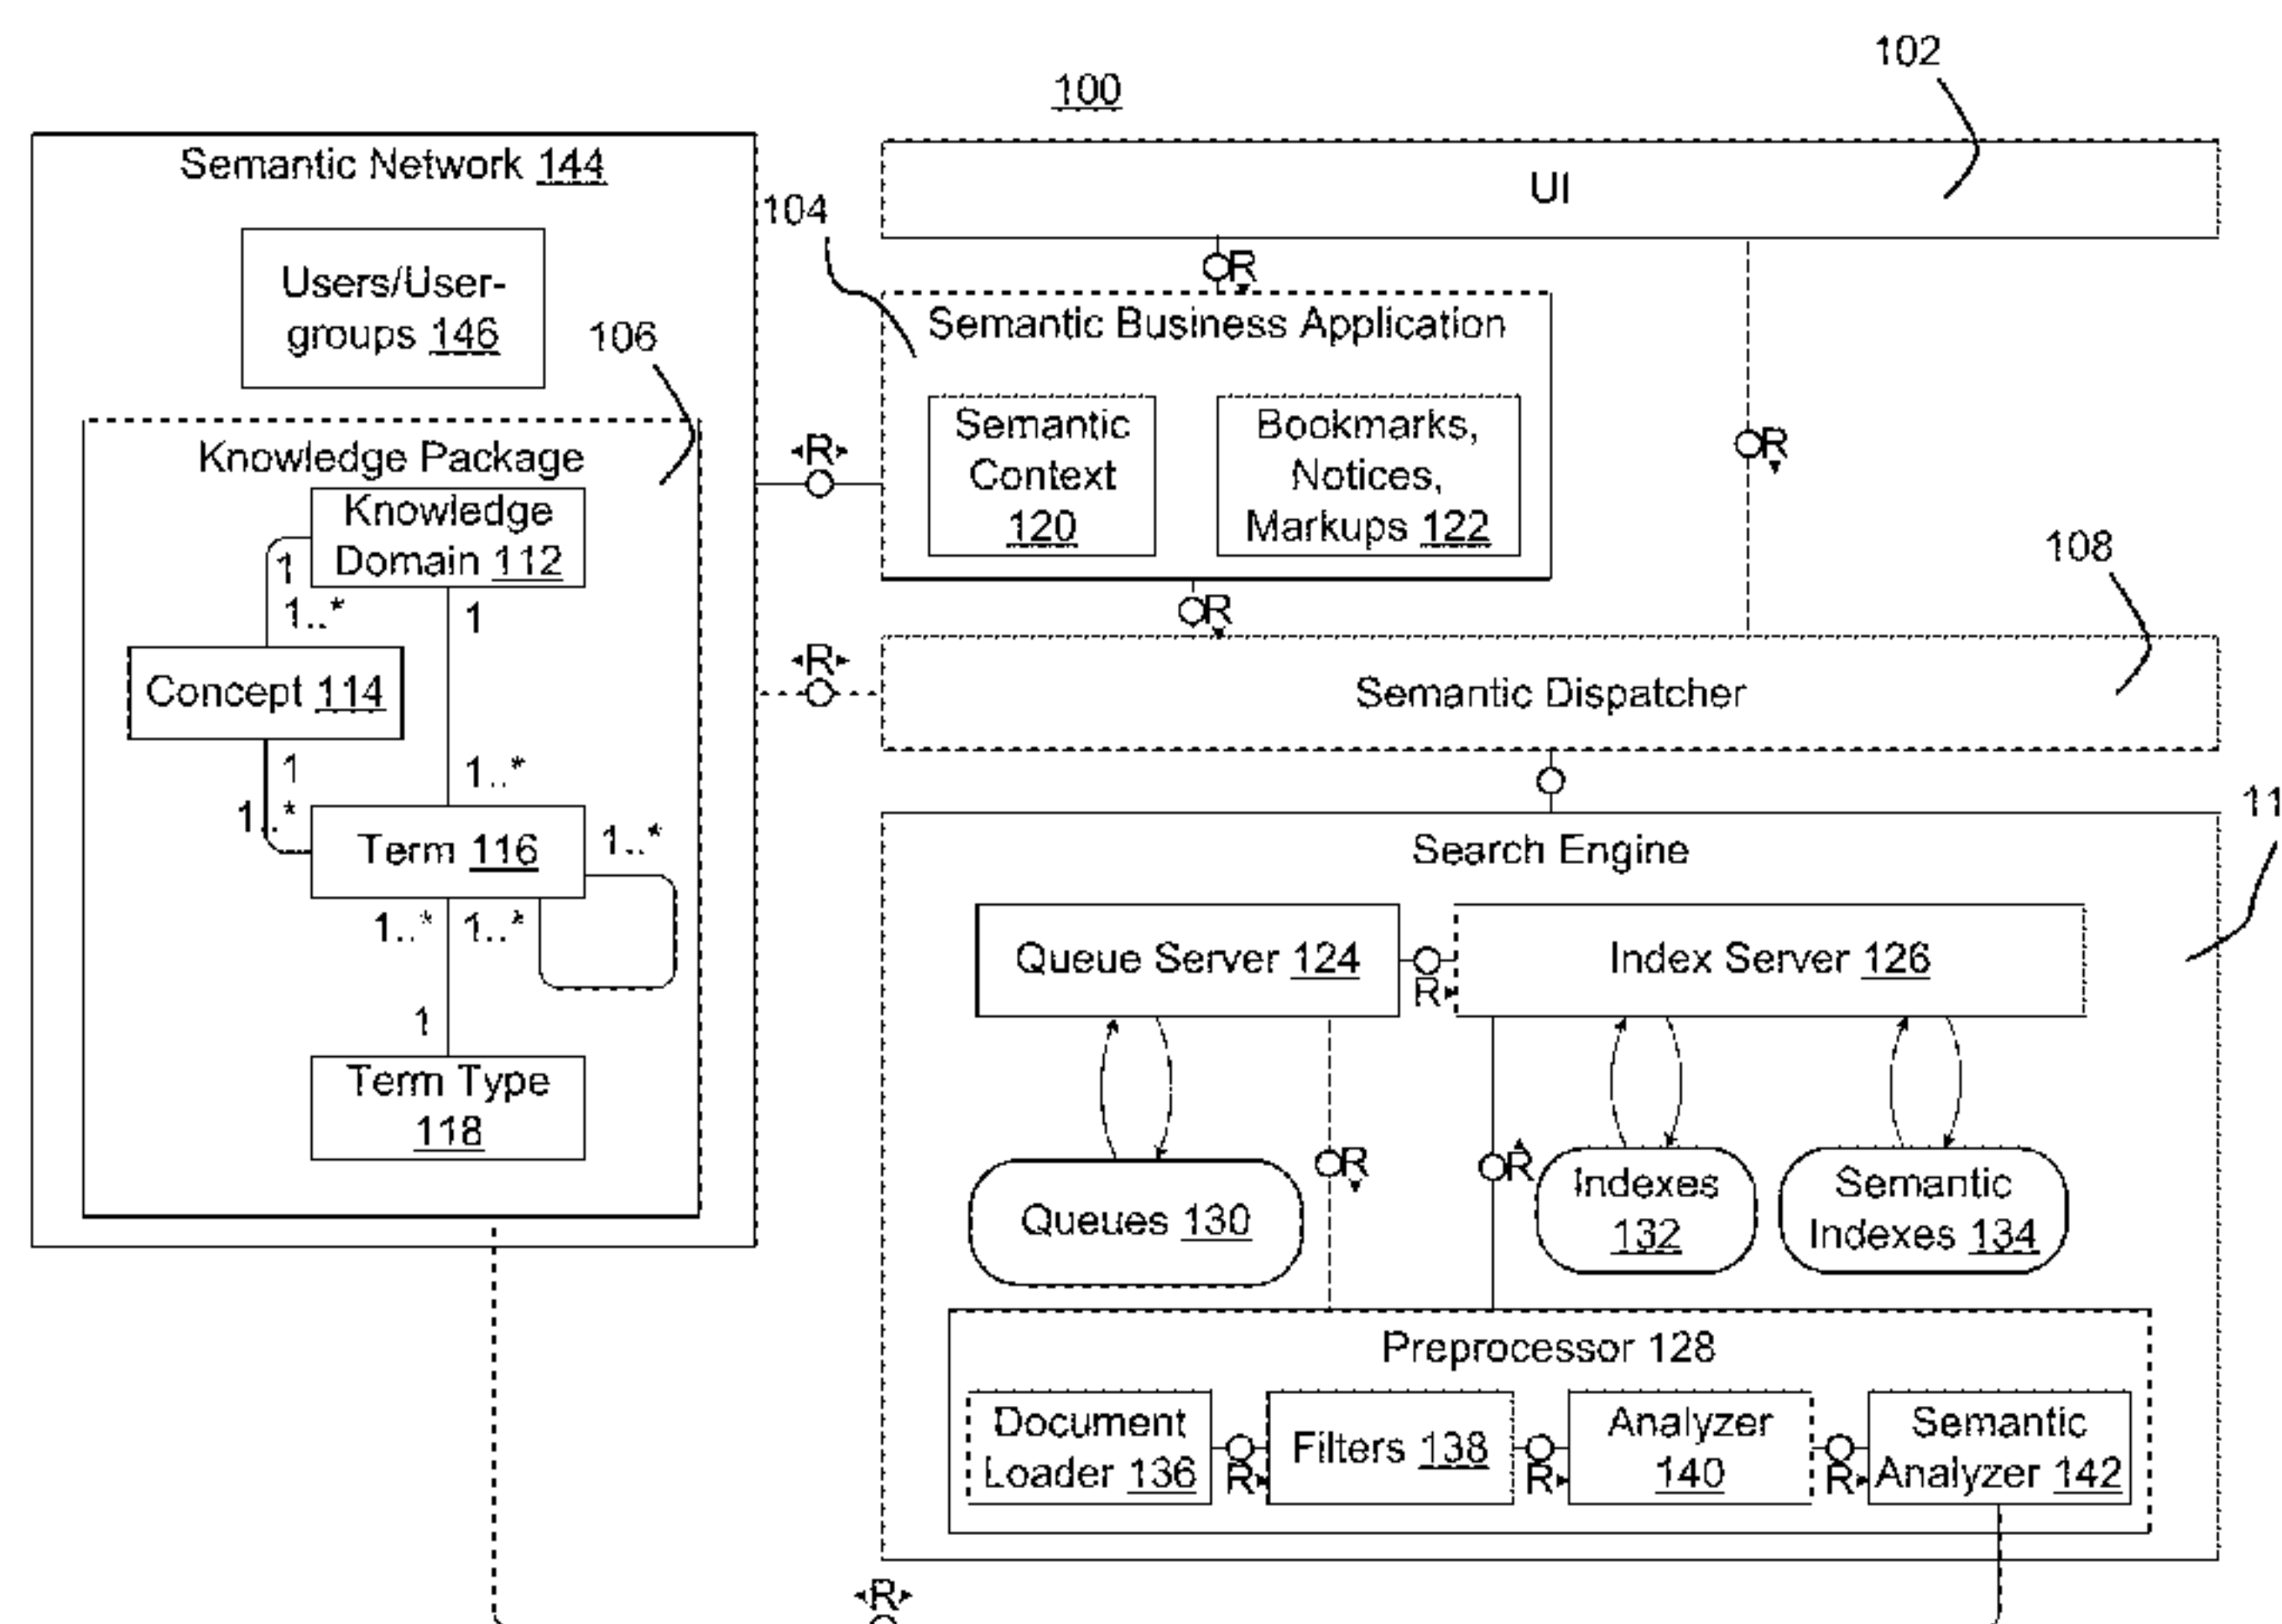 100
102
Semantic Network 144
UI
104
Users/User-
groups 146
R
106
Semantic Business Application
Knowledge Package
Knowledge
Domain 112
1
1..*
1
Semantic
Context
120
Bookmarks,
Notices,
Markups 122
R
R
108
R
Concept 114
R
Semantic Dispatcher
1
1..*
1..*
Term 116
1..*
1..*
1..*
1
Term Type
118
11
Search Engine
Queue Server 124
R
Index Server 126
R
R
Queues 130
Indexes
132
Semantic
Indexes 134
Preprocessor 128
Document
Loader 136
R
Filters 138
R
Analyzer
140
R
Semantic
Analyzer 142
R